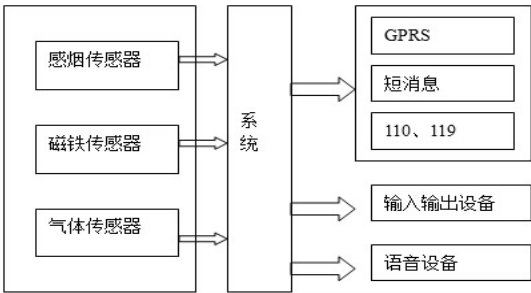 感烟传感器
磁铁传感器
气体传感器
系
统
GPRS
短消息
110、119
输入输出设备
语音设备